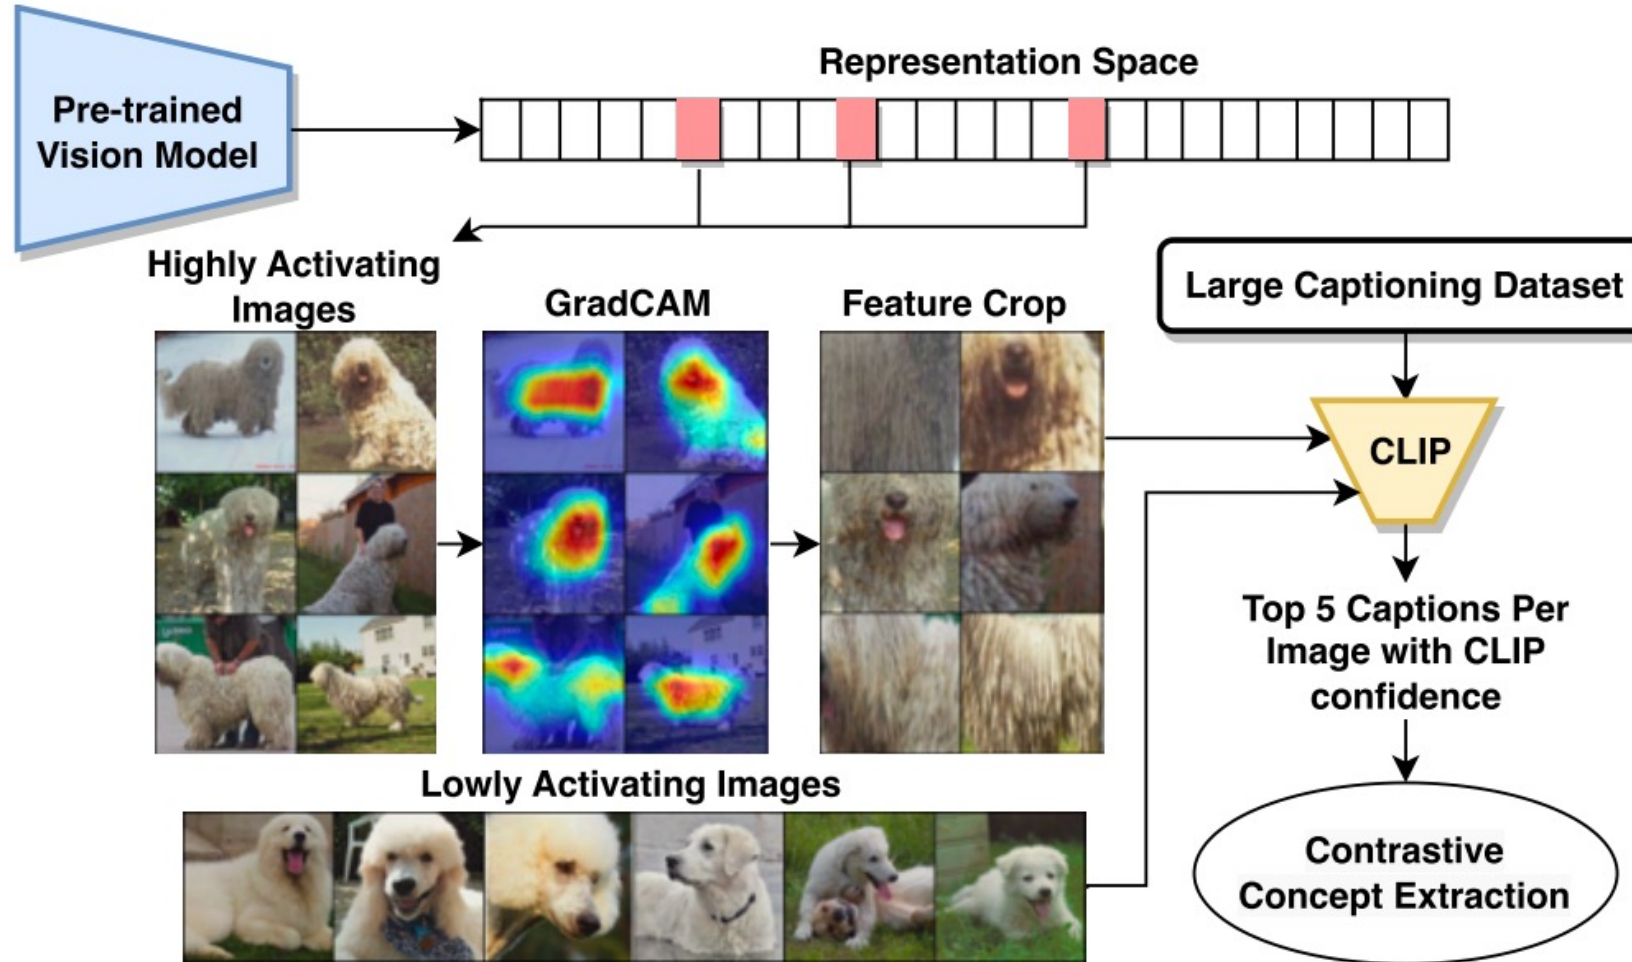 Pre-trained
Vision Model
Representation Space
Highly Activating
Images
GradCAM
Feature Crop
Large Captioning Dataset
CLIP
Top 5 Captions Per
Image with CLIP
confidence
Lowly Activating Images
Contrastive
Concept Extraction